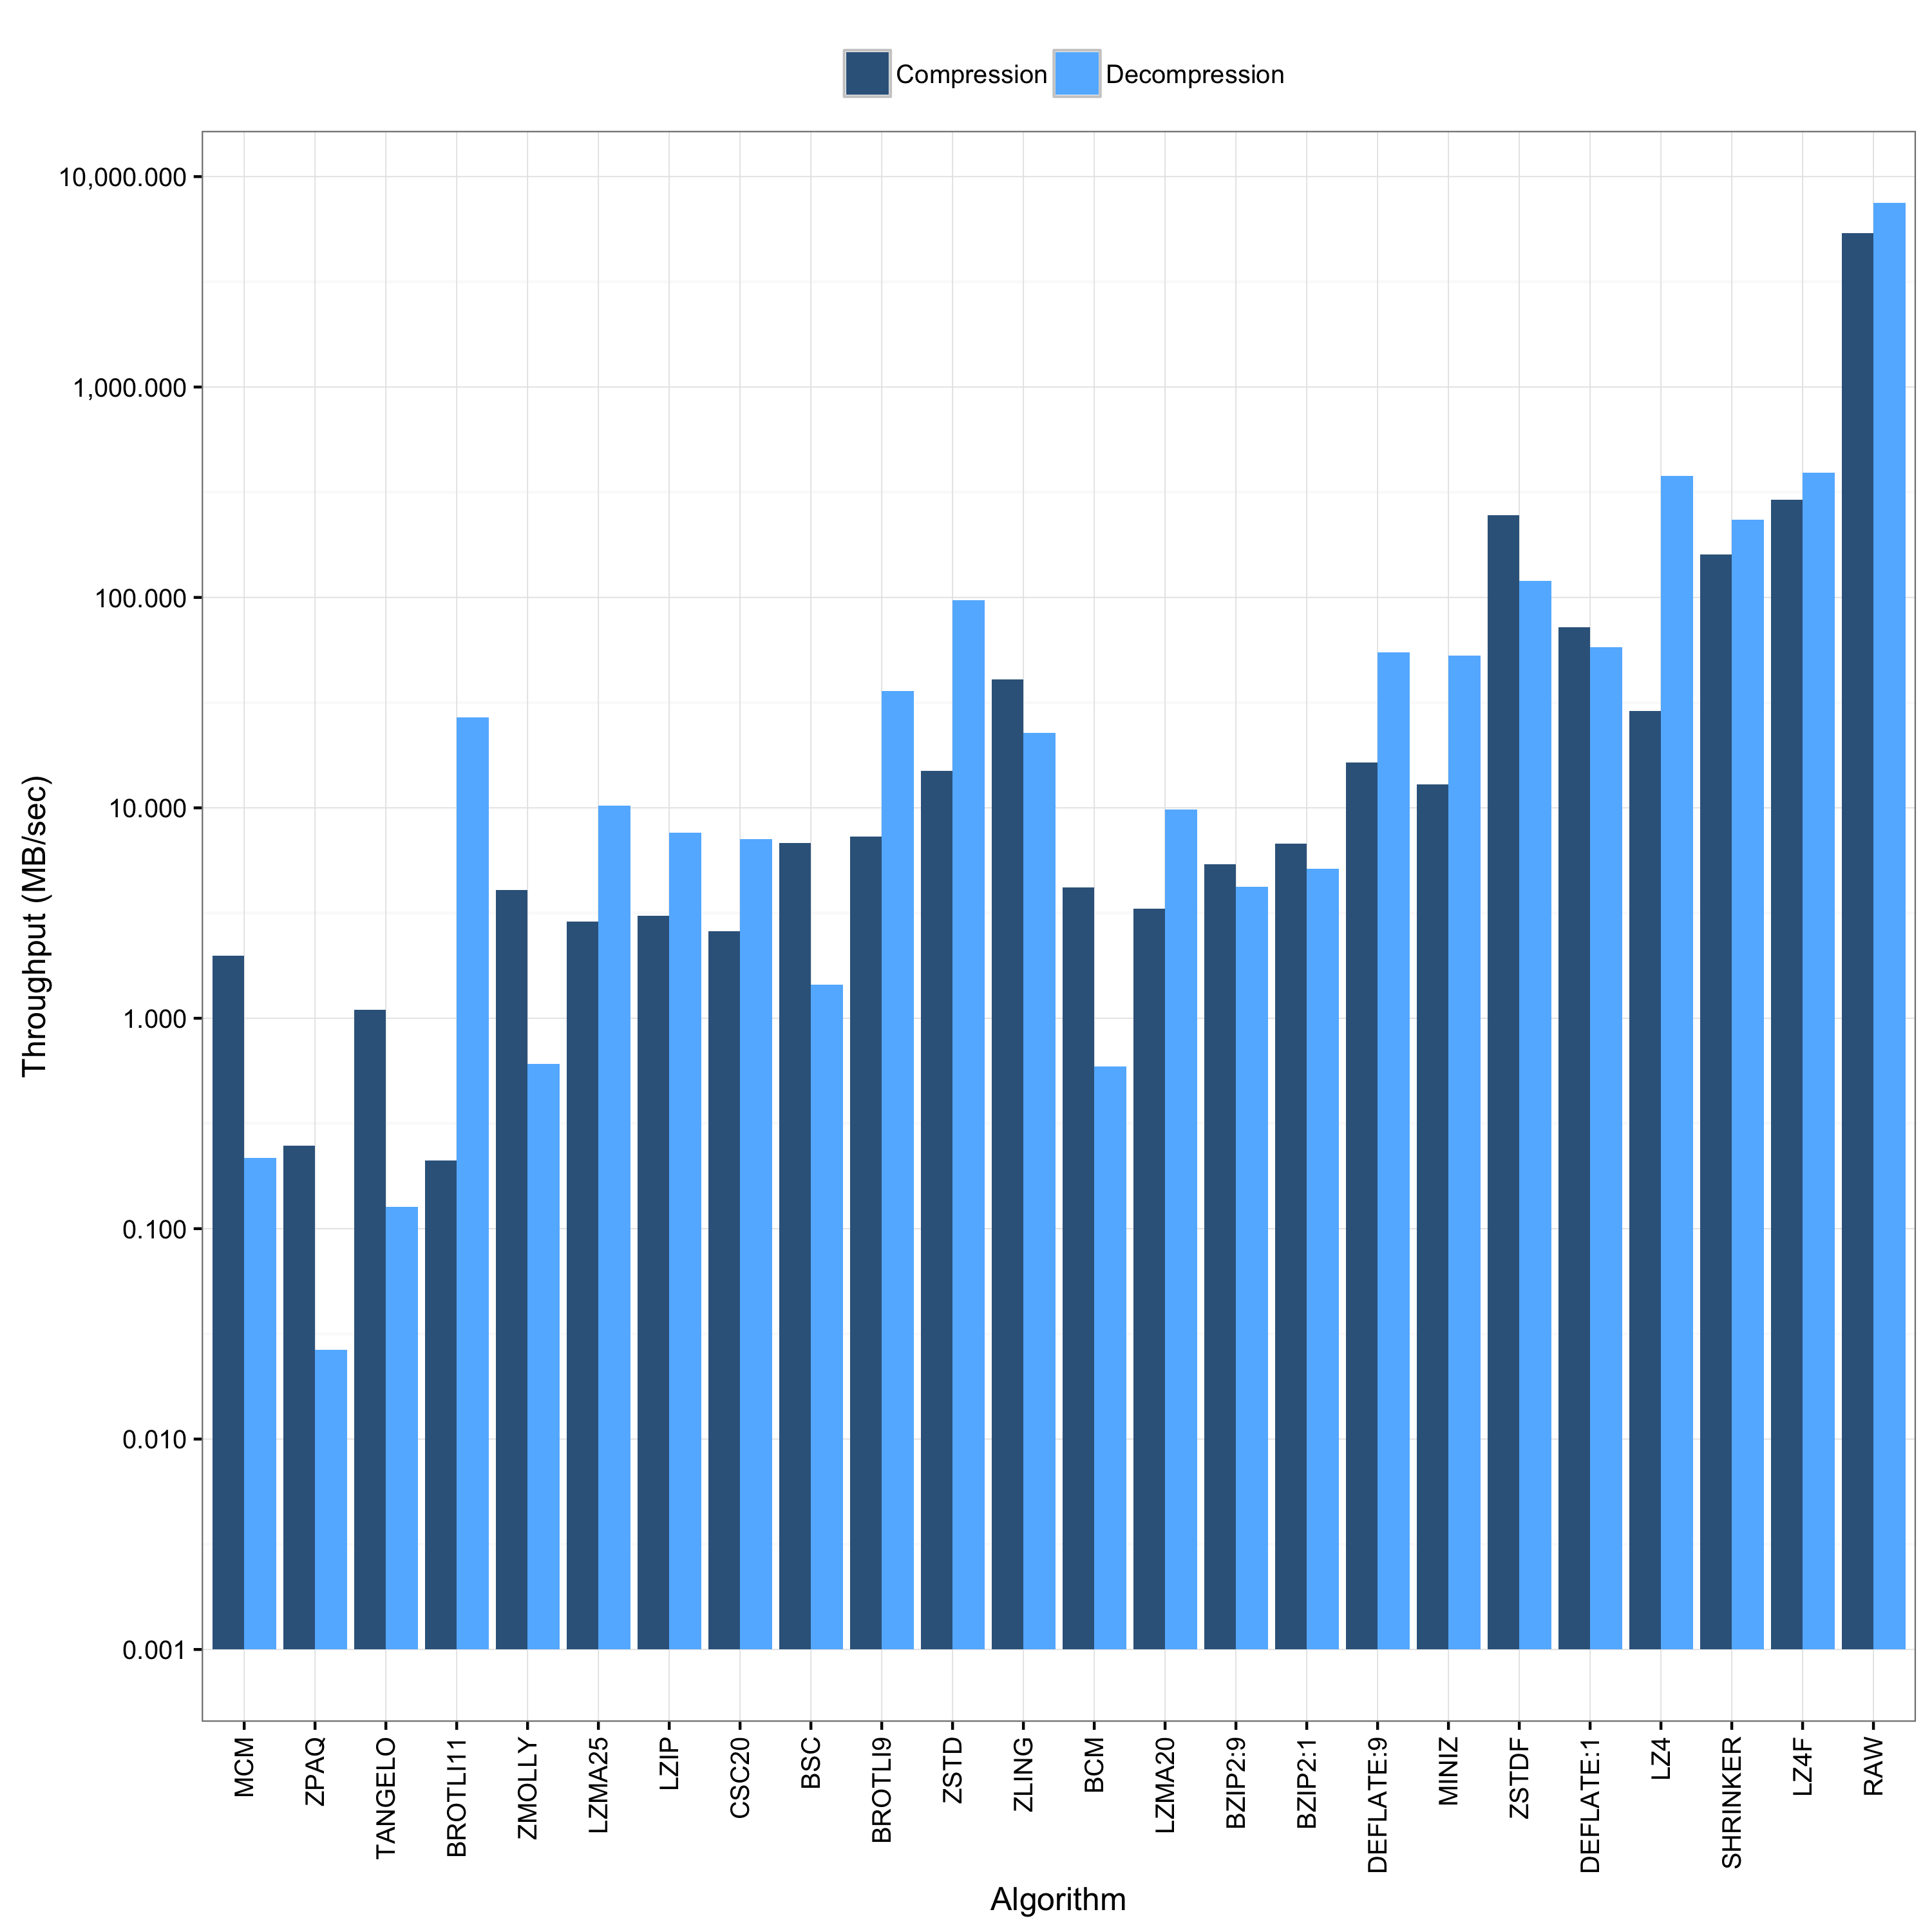 Compression Decompression
10,000.000
1,000.000
100.000
10.000
1.000
0.100
0.010
0.001
Throughput (MB/sec)
MCM
ZPAQ
TANGELO
BROTLI11
ZMOLLY
LZMA25
LZIP
CSC20
BSC
BROTLI9
ZSTD
ZLING
BCM
LZMA20
BZIP2:9
BZIP2:1
DEFLATE:9
MINIZ
ZSTDF
DEFLATE:1
LZ4
SHRINKER
LZ4F
RAW
Algorithm